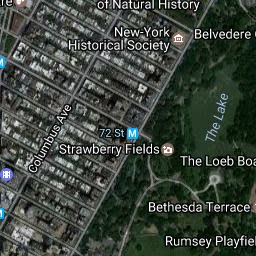 of Natural History
New-York
Historical Society
Belvedere
The Lake
Columbus Ave
72 St
M
Strawberry Fields
The Loeb Boa
Bethesda Terrace
Rumsey Playfie
M